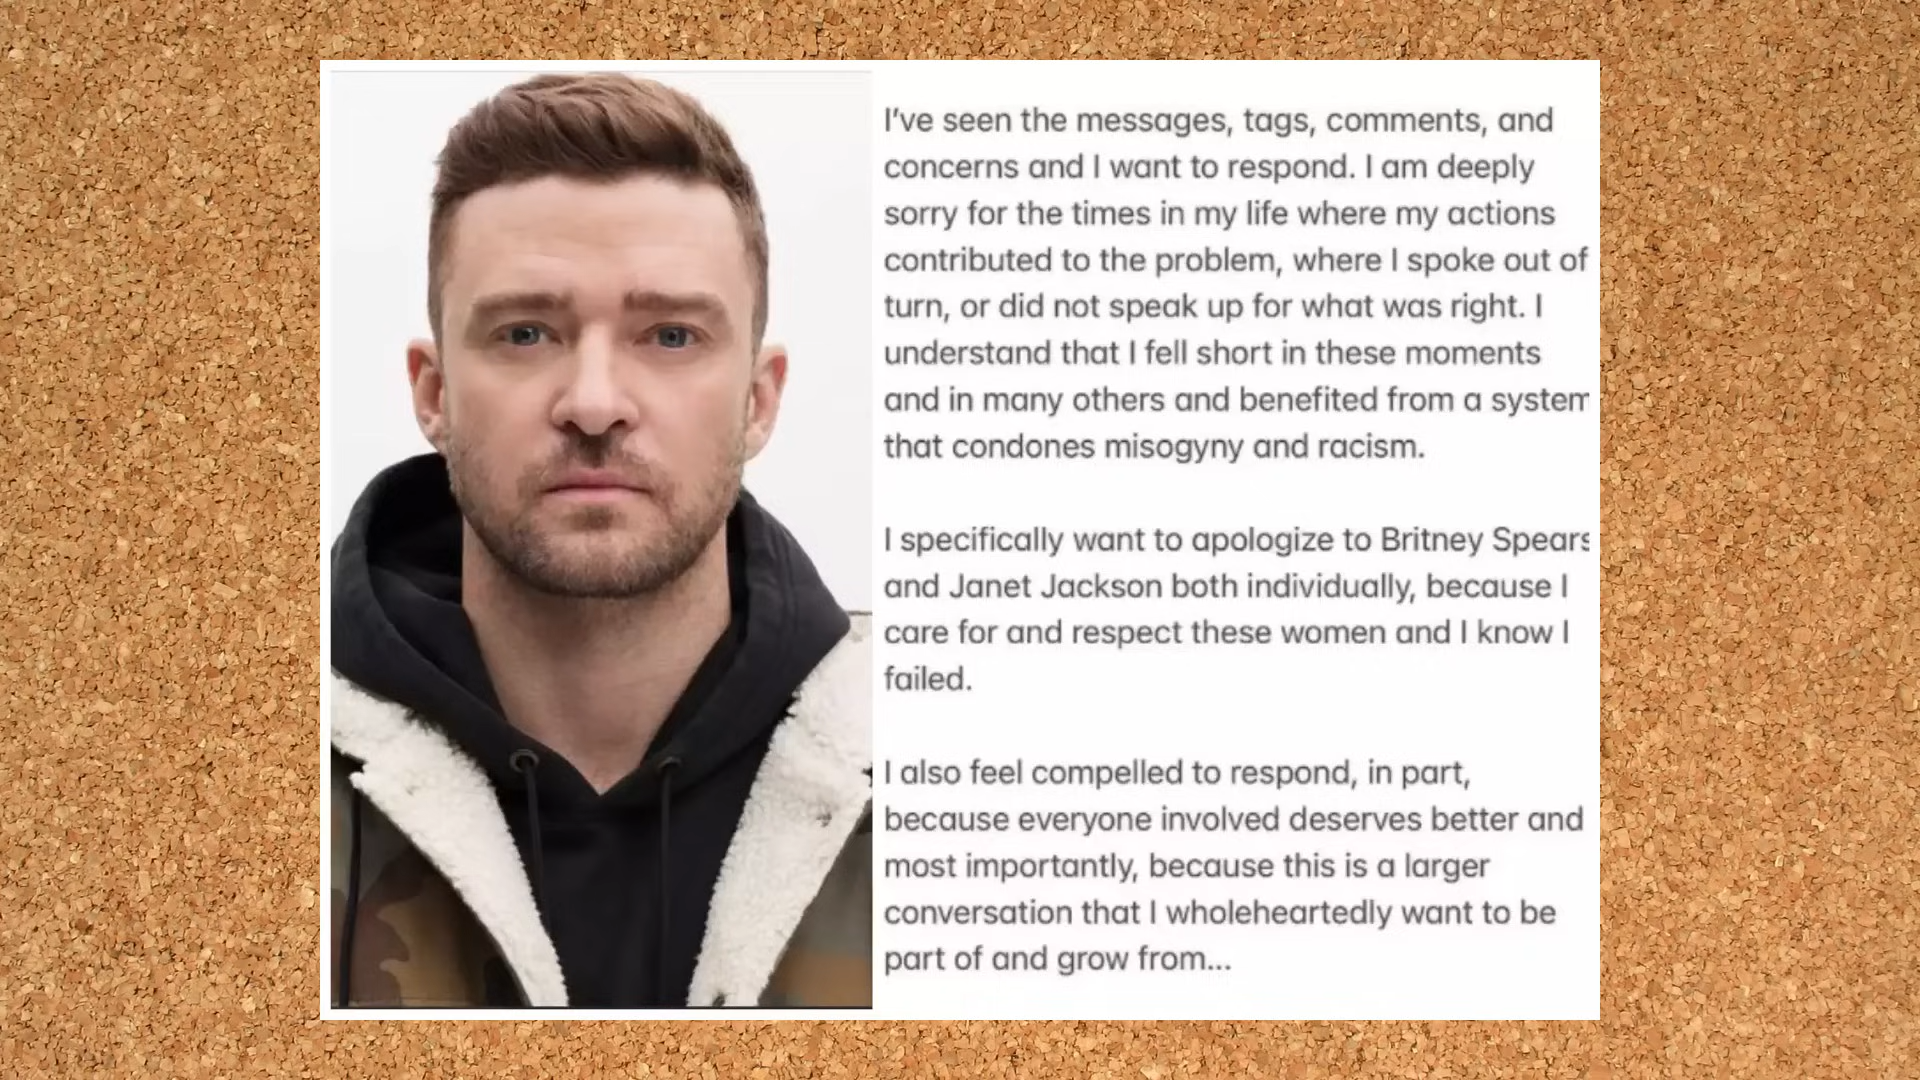 I've seen the messages, tags, comments, and
concerns and I want to respond. I am deeply
sorry for the times in my life where my actions
contributed to the problem, where I spoke out of
turn, or did not speak up for what was right. I
understand that I fell short in these moments
and in many others and benefited from a system
that condones misogyny and racism.
I specifically want to apologize to Britney Spears
and Janet Jackson both individually, because I
care for and respect these women and I know I
failed.
I also feel compelled to respond, in part,
because everyone involved deserves better and
most importantly, because this is a larger
conversation that I wholeheartedly want to be
part of and grow from...